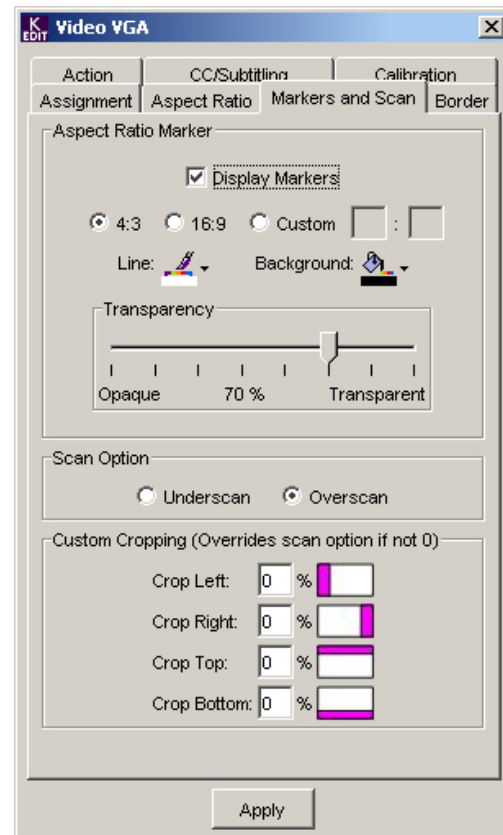 K EDIT Video VGA
Action CC/Subtitling Calibration
Assignment Aspect Ratio Markers and Scan Border
Aspect Ratio Marker
Display Markers
4:3 16:9 Custom :
Line: Background:
Transparency
Opaque 70 % Transparent
Scan Option
Underscan Overscan
Custom Cropping (Overrides scan option if not 0)
Crop Left: 0 %
Crop Right: 0 %
Crop Top: 0 %
Crop Bottom: 0 %
Apply